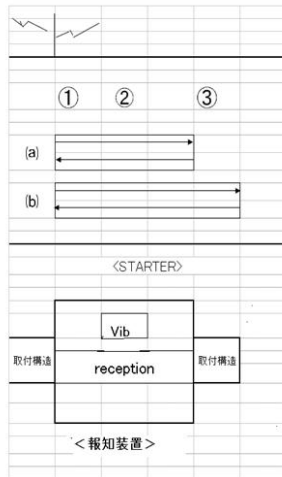 ① ② ③
(a)
(b)
<STARTER>
Vib
取付構造 reception 取付構造
<報知装置>